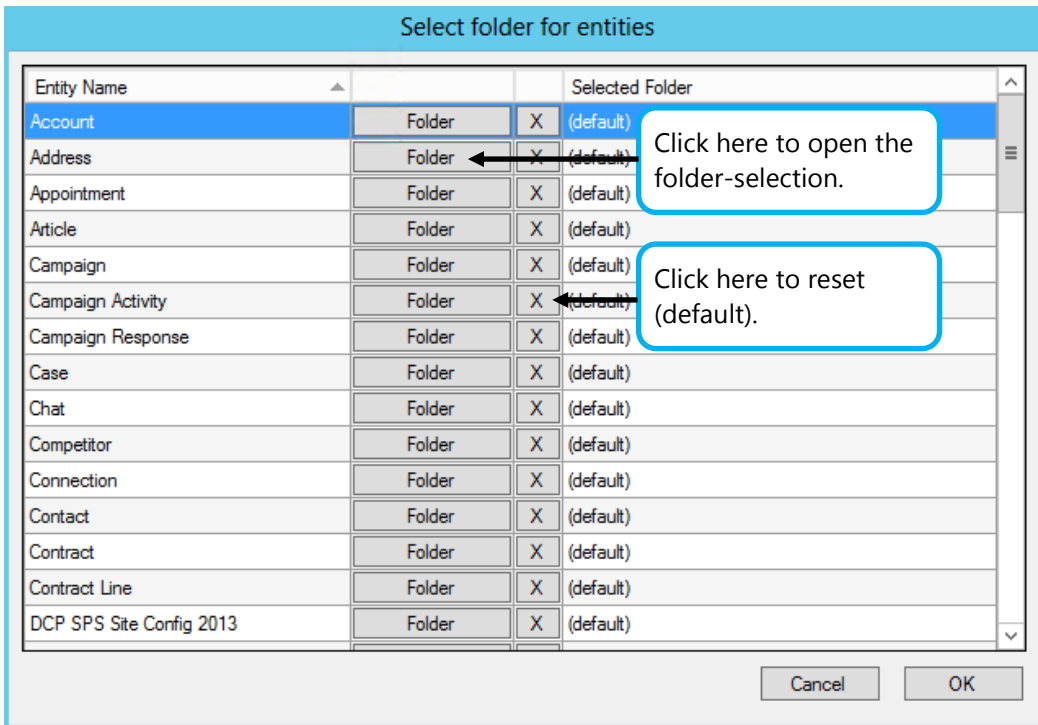 Select folder for entities
Entity Name Selected Folder
Account Folder X (default)
Address Folder X (default)
Appointment Folder X (default)
Article Folder X (default)
Campaign Folder X (default)
Campaign Activity Folder X (default)
Campaign Response Folder X (default)
Case Folder X (default)
Chat Folder X (default)
Competitor Folder X (default)
Connection Folder X (default)
Contact Folder X (default)
Contract Folder X (default)
Contract Line Folder X (default)
DCP SPS Site Config 2013 Folder X (default)
Click here to open the
folder-selection.
Click here to reset
(default).
Cancel OK